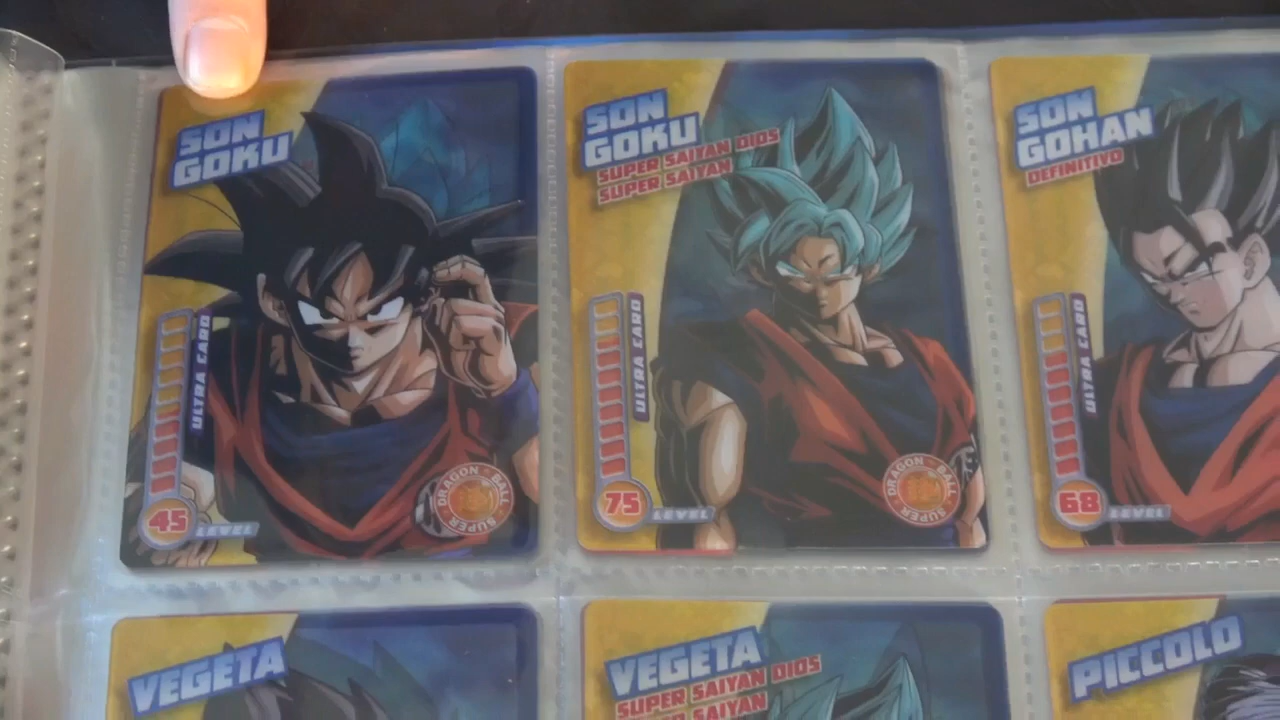 SON
GOKU
ULTRA CARD
45
LEVEL
DRAGON BALL
SUPER
SON
GOKU
SUPER SAIYAN DIOS
SUPER SAIYAN
ULTRA CARD
75
LEVEL
DRAGON BALL
SUPER
SON
GOHAN
DEFINITIVO
ULTRA CARD
68
LEVEL
VEGETA
VEGETA
SUPER SAIYAN DIOS
SAIYAN
PICCOLO